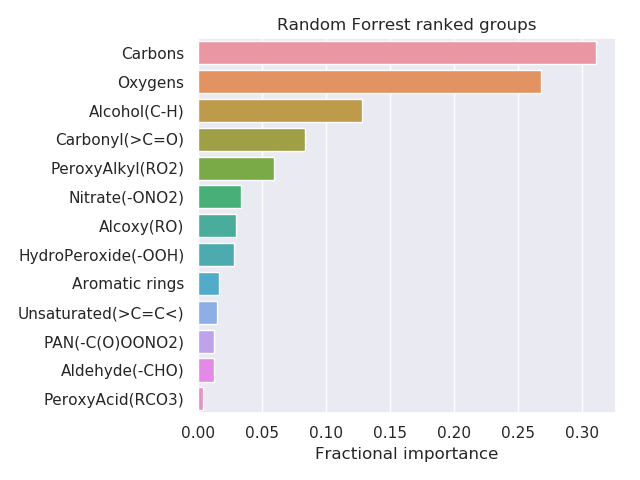 Random Forrest ranked groups
Carbons
Oxygens
Alcohol(C-H)
Carbonyl(>C=O)
PeroxyAlkyl(RO2)
Nitrate(-ONO2)
Alcoxy(RO)
HydroPeroxide(-OOH)
Aromatic rings
Unsaturated(>C=C<)
PAN(-C(O)OONO2)
Aldehyde(-CHO)
PeroxyAcid(RCO3)
0.00 0.05 0.10 0.15 0.20 0.25 0.30
Fractional importance